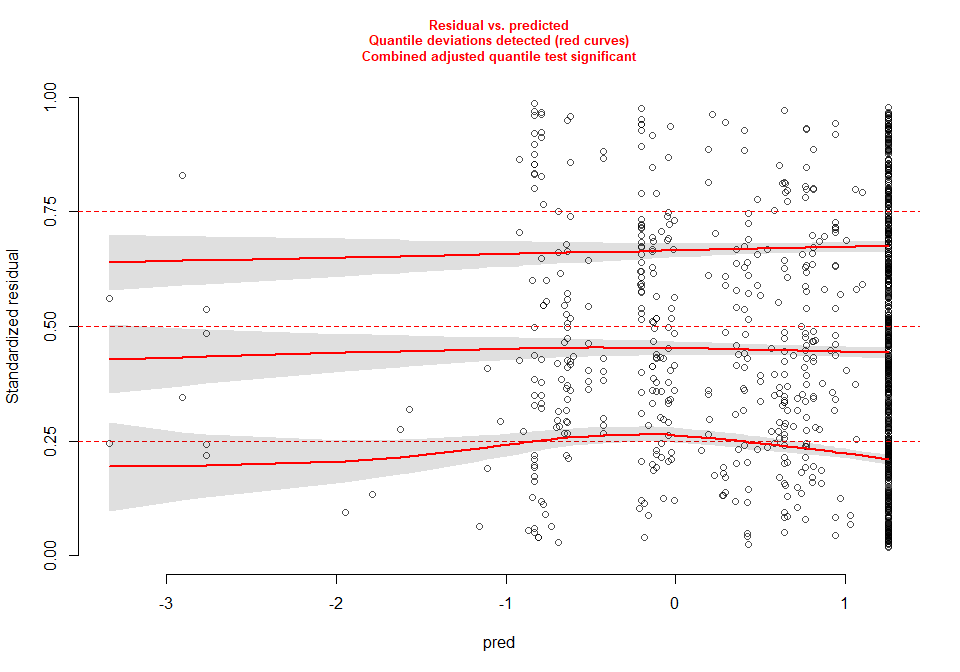 Residual vs. predicted
Quantile deviations detected (red curves)
Combined adjusted quantile test significant
Standardized residual
1.00
0.75
0.50
0.25
0.00
-3
-2
-1
0
1
pred